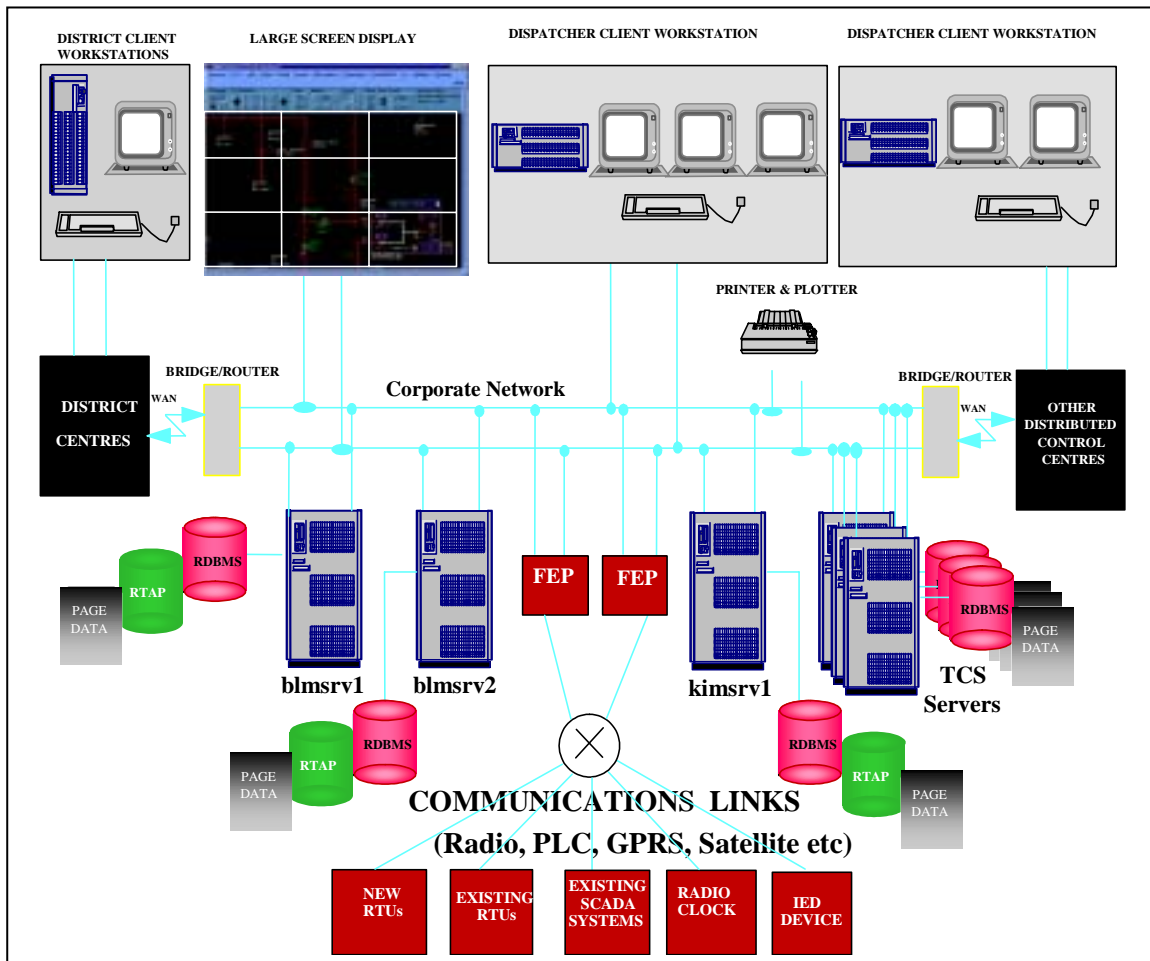 DISTRICT CLIENT
WORKSTATIONS
LARGE SCREEN DISPLAY
DISPATCHER CLIENT WORKSTATION
DISPATCHER CLIENT WORKSTATION
PRINTER & PLOTTER
BRIDGE/ROUTER
Corporate Network
BRIDGE/ROUTER
DISTRICT
CENTRES
WAN
WAN
OTHER
DISTRIBUTED
CONTROL
CENTRES
RDBMS
RTAP
PAGE
DATA
FEP
FEP
RDBMS
PAGE
DATA
blmsrv1
blmsrv2
kimsrv1
TCS
Servers
RDBMS
RTAP
PAGE
DATA
RDBMS
RTAP
PAGE
DATA
COMMUNICATIONS LINKS
(Radio, PLC, GPRS, Satellite etc)
NEW
RTUs
EXISTING
RTUs
EXISTING
SCADA
SYSTEMS
RADIO
CLOCK
IED
DEVICE